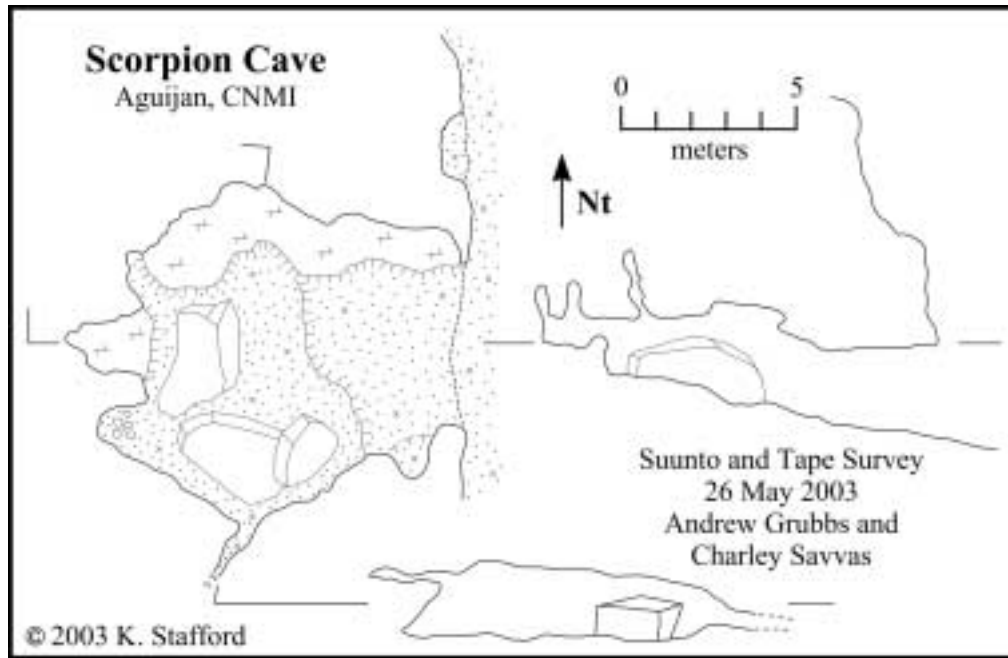 Scorpion Cave
Aguijan, CNMI
0 5
meters
Nt
Suunto and Tape Survey
26 May 2003
Andrew Grubbs and
Charley Savvas
© 2003 K. Stafford